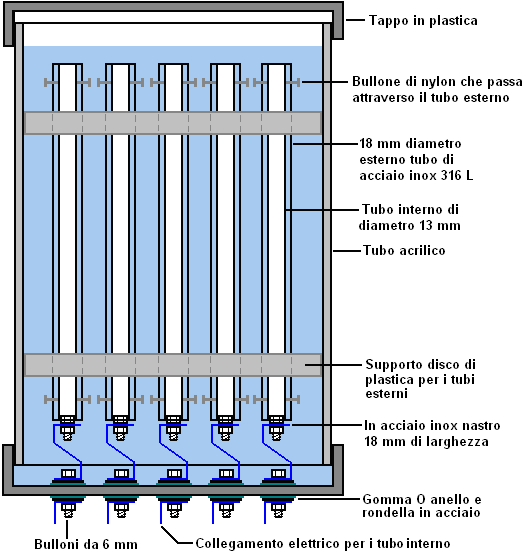 Tappo in plastica
Bullone di nylon che passa
attraverso il tubo esterno
18 mm diametro
esterno tubo di
acciaio inox 316 L
Tubo interno di
diametro 13 mm
Tubo acrilico
Supporto disco di
plastica per i tubi
esterni
In acciaio inox nastro
18 mm di larghezza
Gomma O anello e
rondella in acciaio
Bulloni da 6 mm
Collegamento elettrico per i tubo interno